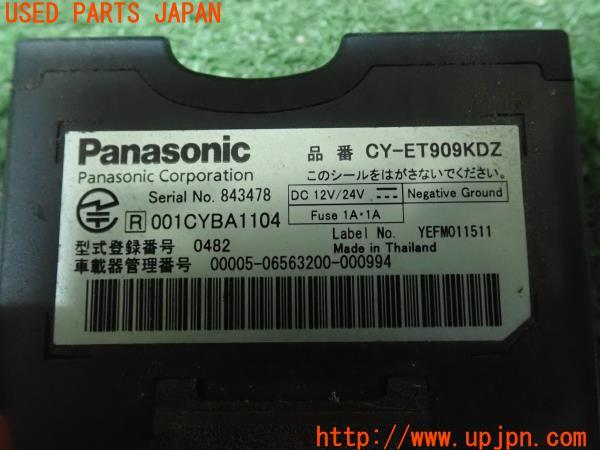 USED PARTS JAPAN
Panasonic
品番 CY-ET909KDZ
Panasonic Corporation
このシールをはがさないでください。
Serial No. 843478
DC 12V/24V
Negative Ground
Fuse 1A・1A
R 001CYBA1104
Label No. YEFM011511
型式登録番号 0482
Made in Thailand
車載器管理番号 00005-06563200-000994
UPJ
http://www.upjpn.com